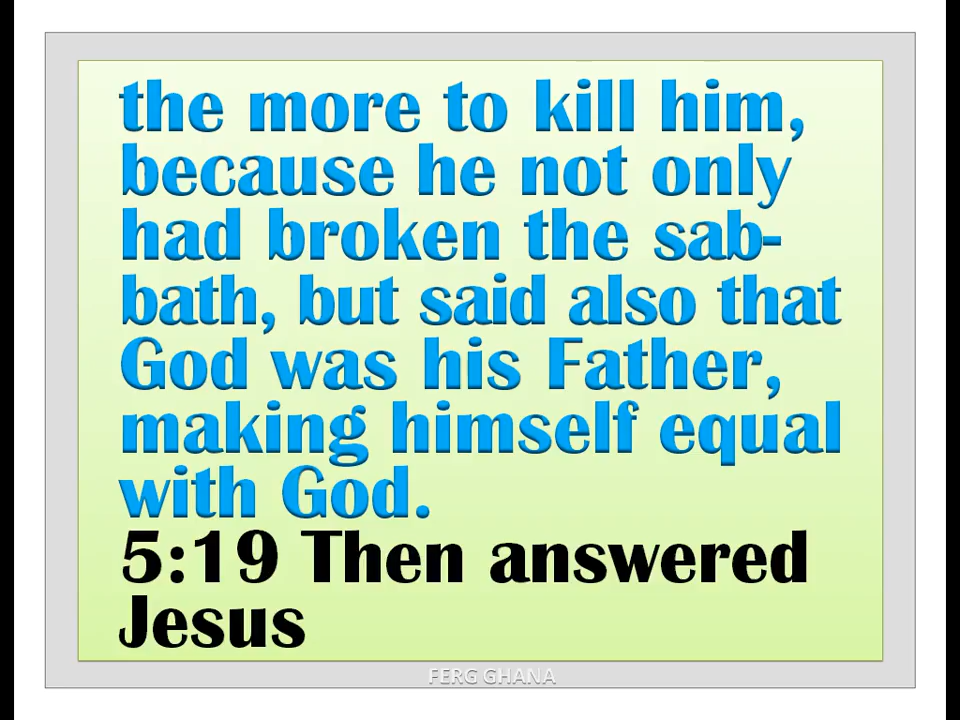 the more to kill him,
because he not only
had broken the sab-
bath, but said also that
God was his Father,
making himself equal
with God.
5:19 Then answered
Jesus
FERG GHANA